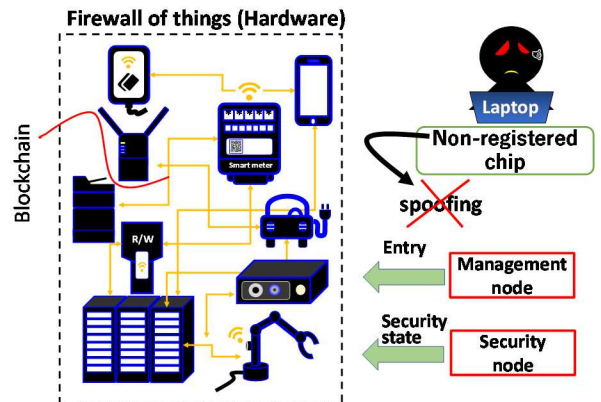 Firewall of things (Hardware)
Blockchain
Smart meter
R/W
Laptop
Non-registered
chip
spoofing
Entry
Management
node
Security
state
Security
node